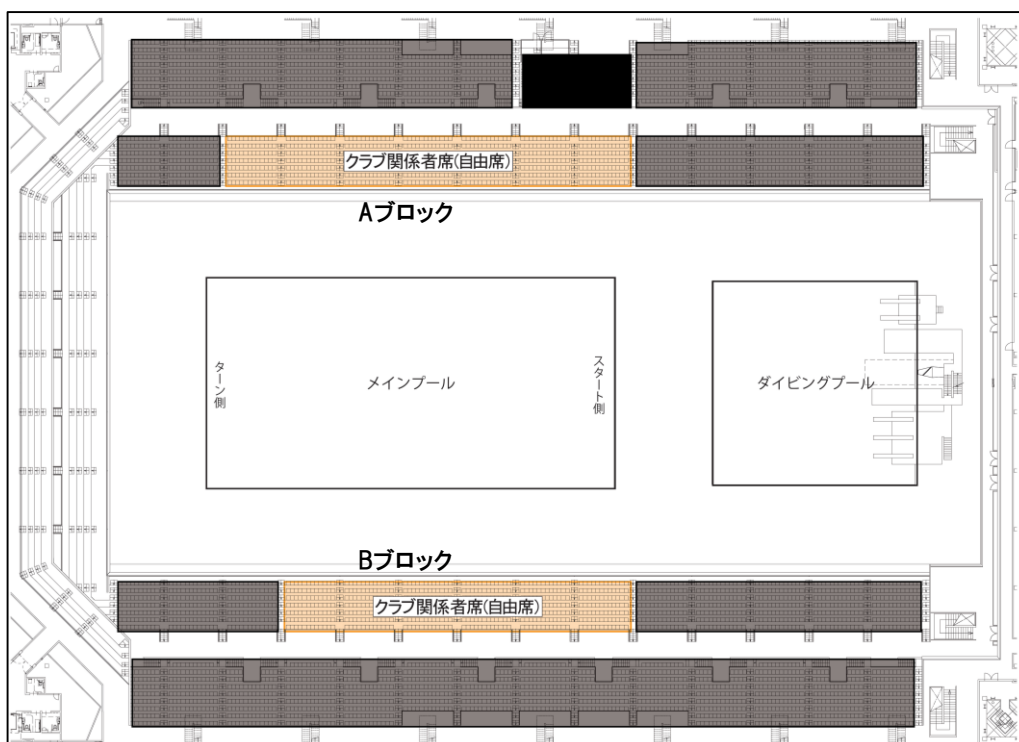 クラブ関係者席(自由席)
Aブロック
ターン側
メインプール
スタート側
ダイビングプール
Bブロック
クラブ関係者席(自由席)